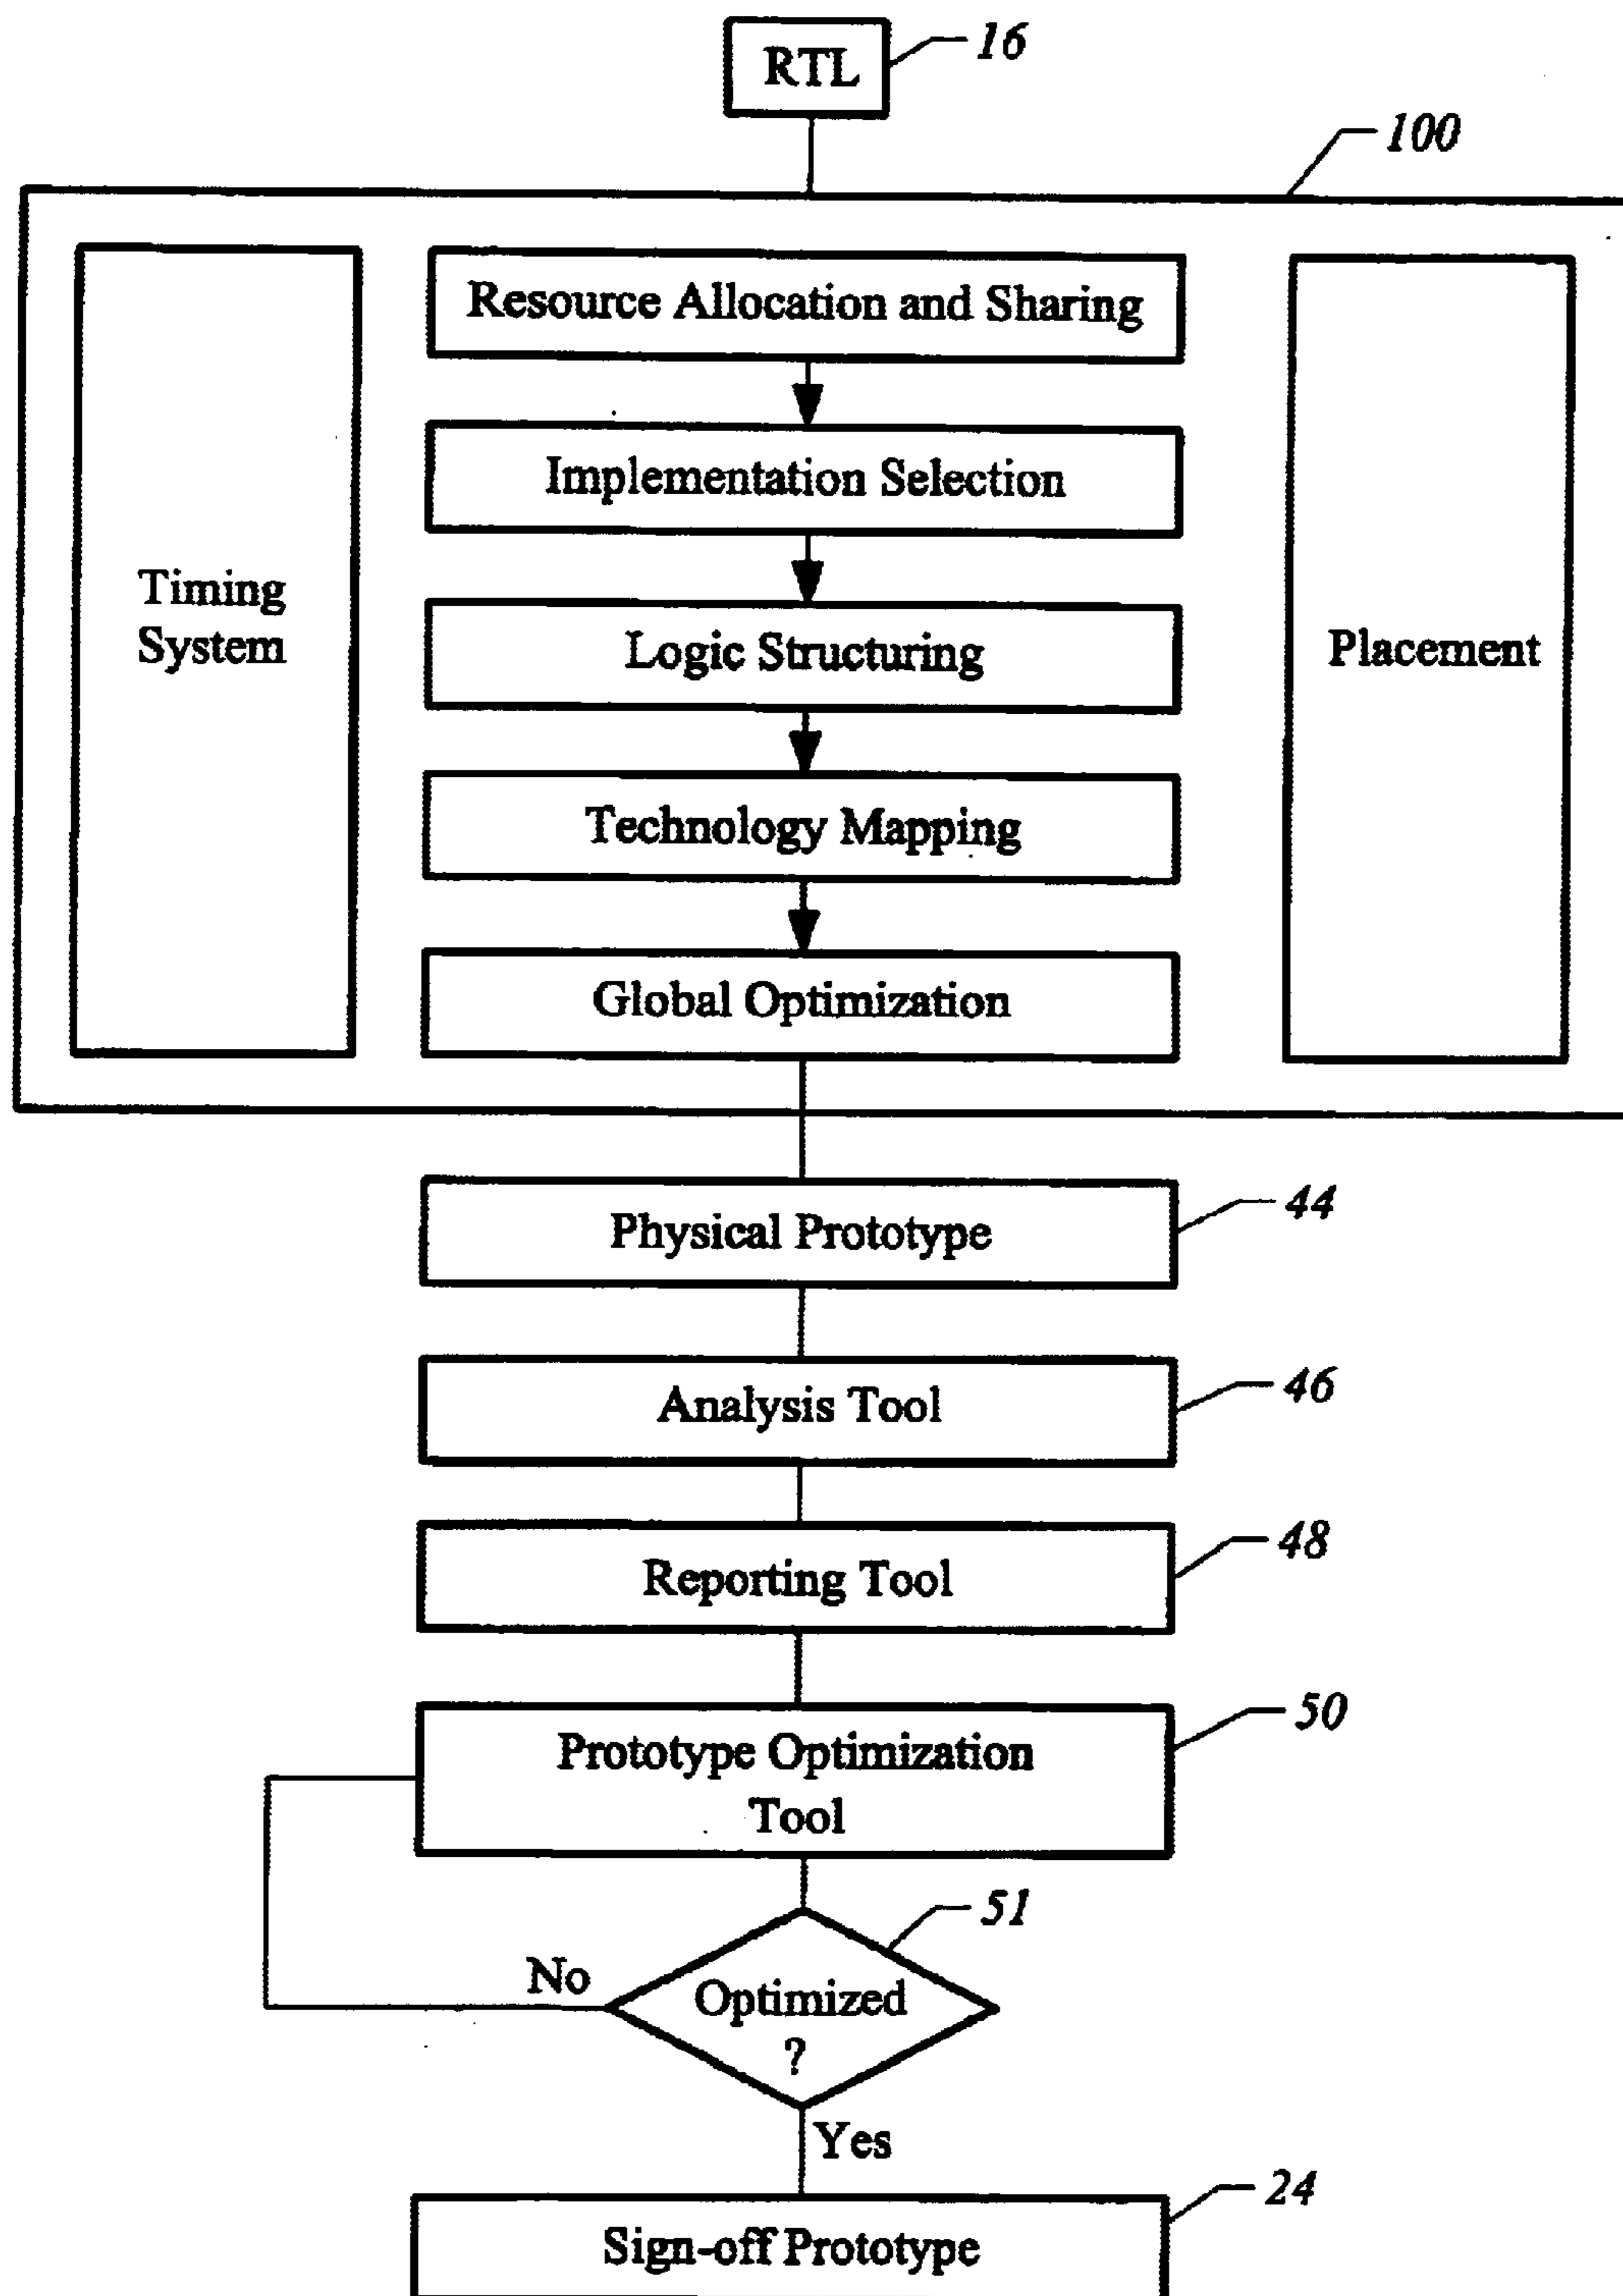 RTL
16
100
Resource Allocation and Sharing
Implementation Selection
Timing
System
Logic Structuring
Placement
Technology Mapping
Global Optimization
Physical Prototype
44
Analysis Tool
46
Reporting Tool
48
Prototype Optimization
Tool
50
51
No
Optimized
?
Yes
24
Sign-off Prototype